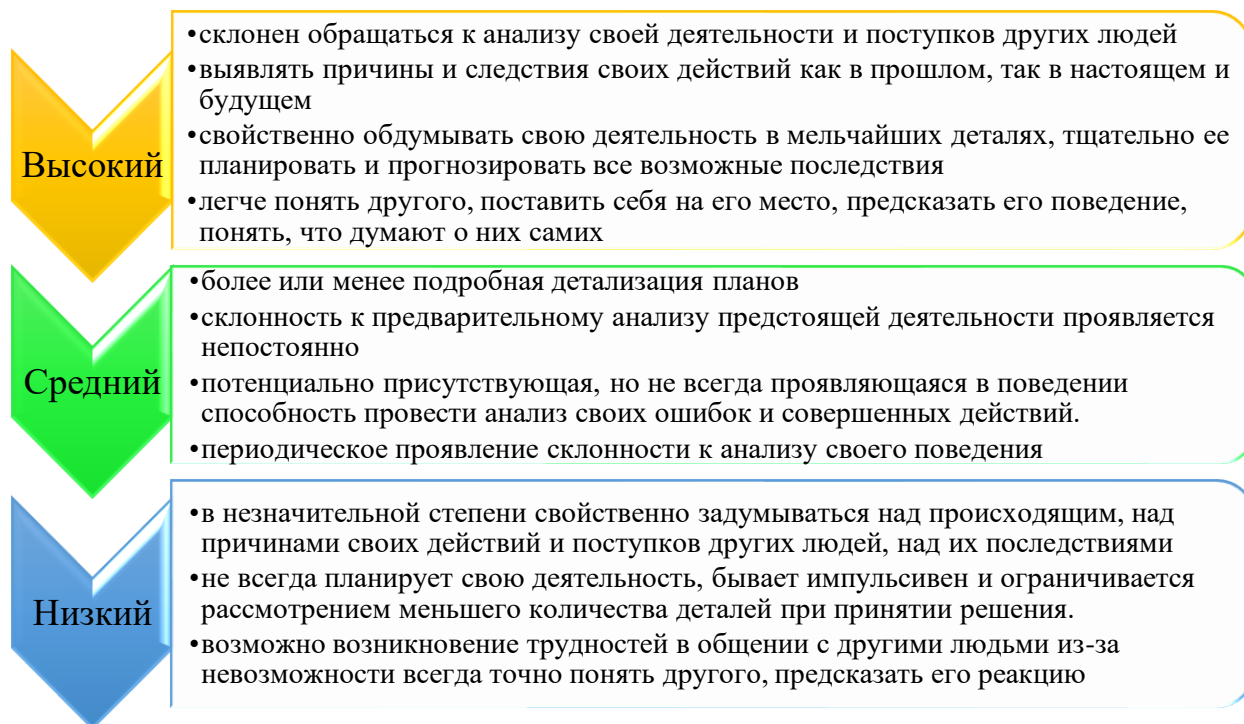 Высокий
•склонен обращаться к анализу своей деятельности и поступков других людей
•выявлять причины и следствия своих действий как в прошлом, так в настоящем и
будущем
•свойственно обдумывать свою деятельность в мельчайших деталях, тщательно ее
планировать и прогнозировать все возможные последствия
•легче понять другого, поставить себя на его место, предсказать его поведение,
понять, что думают о них самих
Средний
•более или менее подробная детализация планов
•склонность к предварительному анализу предстоящей деятельности проявляется
непостоянно
•потенциально присутствующая, но не всегда проявляющаяся в поведении
способность провести анализ своих ошибок и совершенных действий.
•периодическое проявление склонности к анализу своего поведения
Низкий
•в незначительной степени свойственно задумываться над происходящим, над
причинами своих действий и поступков других людей, над их последствиями
•не всегда планирует свою деятельность, бывает импульсивен и ограничивается
рассмотрением меньшего количества деталей при принятии решения.
•возможно возникновение трудностей в общении с другими людьми из-за
невозможности всегда точно понять другого, предсказать его реакцию